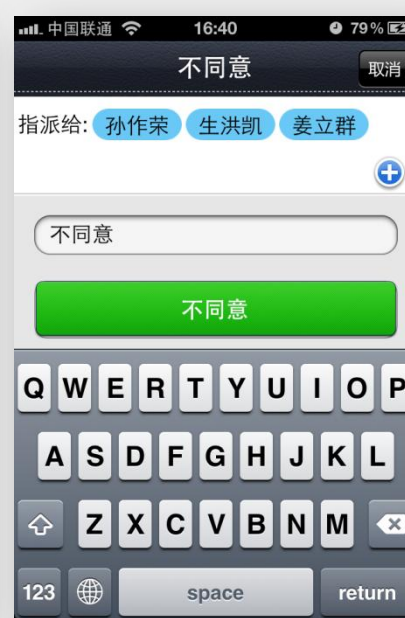 中国联通 16:40 79%
不同意 取消
指派给: 孙作荣 生洪凯 姜立群
不同意
不同意
Q W E R T Y U I O P
A S D F G H J K L
Z X C V B N M
123 space return